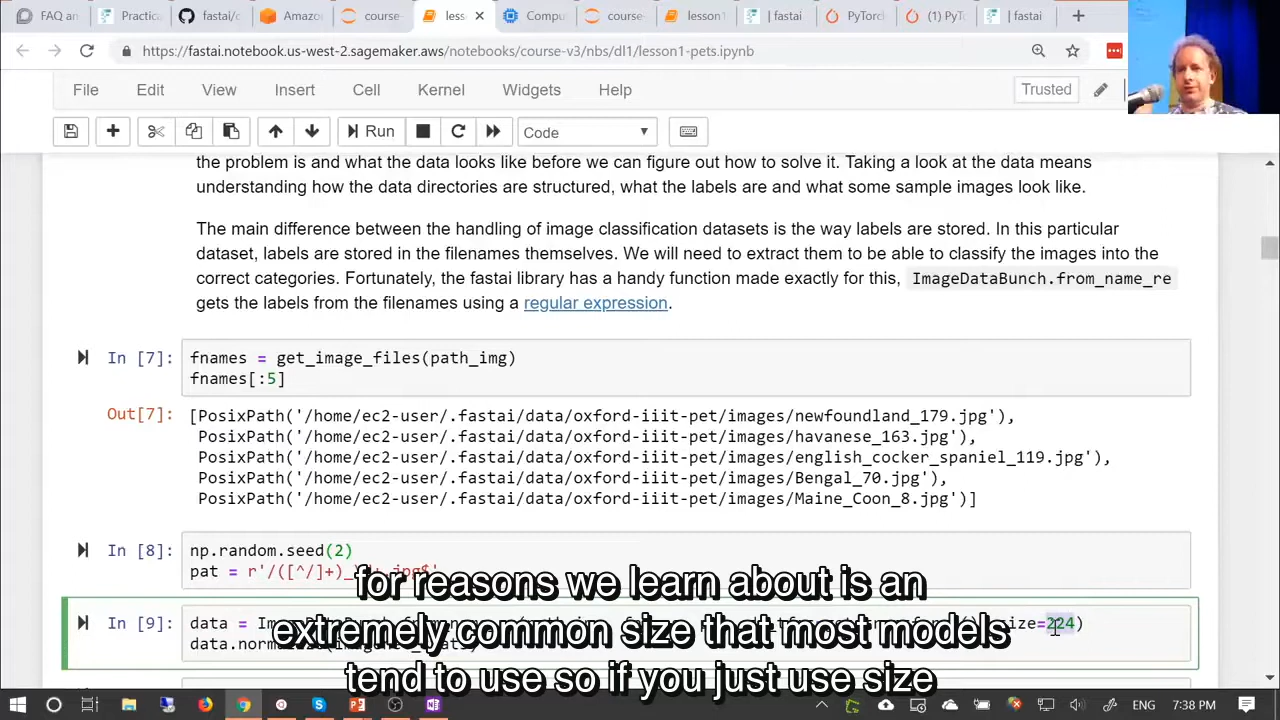 FAQ an
Practica
fastai/c
Amazo
course-
less
Compu
course-
lesson1
| fastai
PyTorc
(1) PyT
| fastai
https://fastai.notebook.us-west-2.sagemaker.aws/notebooks/course-v3/nbs/dl1/lesson1-pets.ipynb
File Edit View Insert Cell Kernel Widgets Help
Trusted
Run
Code
the problem is and what the data looks like before we can figure out how to solve it. Taking a look at the data means
understanding how the data directories are structured, what the labels are and what some sample images look like.
The main difference between the handling of image classification datasets is the way labels are stored. In this particular
dataset, labels are stored in the filenames themselves. We will need to extract them to be able to classify the images into the
correct categories. Fortunately, the fastai library has a handy function made exactly for this, ImageDataBunch.from_name_re
gets the labels from the filenames using a regular expression.
In [7]: fnames = get_image_files(path_img)
fnames[:5]
Out[7]: [PosixPath('/home/ec2-user/.fastai/data/oxford-iiit-pet/images/newfoundland_179.jpg'),
PosixPath('/home/ec2-user/.fastai/data/oxford-iiit-pet/images/havanese_163.jpg'),
PosixPath('/home/ec2-user/.fastai/data/oxford-iiit-pet/images/english_cocker_spaniel_119.jpg'),
PosixPath('/home/ec2-user/.fastai/data/oxford-iiit-pet/images/Bengal_70.jpg'),
PosixPath('/home/ec2-user/.fastai/data/oxford-iiit-pet/images/Maine_Coon_8.jpg')]
In [8]: np.random.seed(2)
pat = r'/([^/]+)_
In [9]: data = size=224)
for reasons we learn about is an
extremely common size that most models
tend to use so if you just use size
ENG
7:38 PM